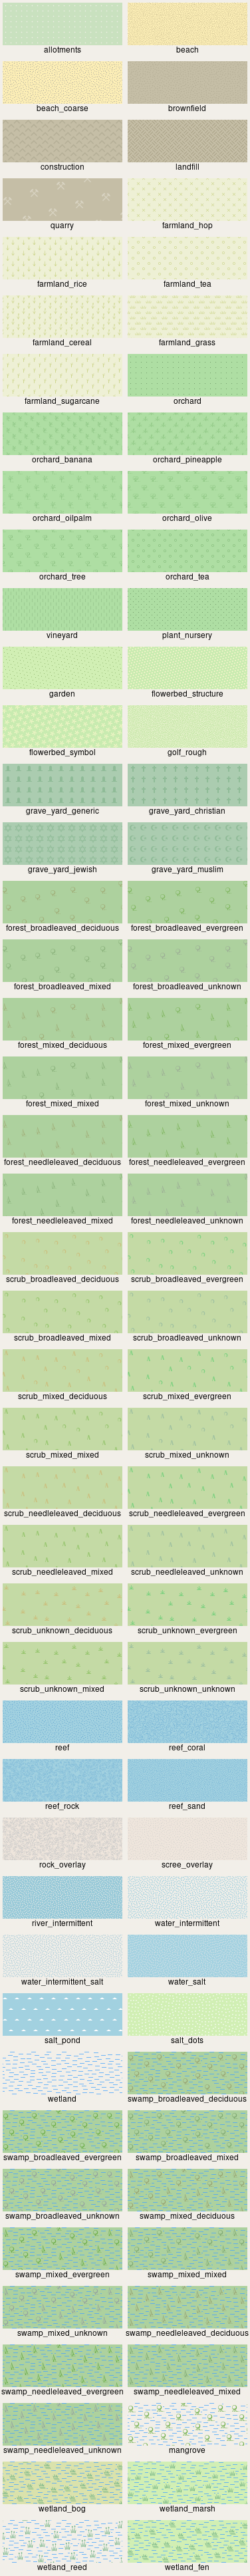 allotments beach
beach_coarse brownfield
construction landfill
quarry farmland_hop
farmland_rice farmland_tea
farmland_cereal farmland_grass
farmland_sugarcane orchard
orchard_banana orchard_pineapple
orchard_oilpalm orchard_olive
orchard_tree orchard_tea
vineyard plant_nursery
garden flowerbed_structure
flowerbed_symbol golf_rough
grave_yard_generic grave_yard_christian
grave_yard_jewish grave_yard_muslim
forest_broadleaved_deciduous forest_broadleaved_evergreen
forest_broadleaved_mixed forest_broadleaved_unknown
forest_mixed_deciduous forest_mixed_evergreen
forest_mixed_mixed forest_mixed_unknown
forest_needleleaved_deciduous forest_needleleaved_evergreen
forest_needleleaved_mixed forest_needleleaved_unknown
scrub_broadleaved_deciduous scrub_broadleaved_evergreen
scrub_broadleaved_mixed scrub_broadleaved_unknown
scrub_mixed_deciduous scrub_mixed_evergreen
scrub_mixed_mixed scrub_mixed_unknown
scrub_needleleaved_deciduous scrub_needleleaved_evergreen
scrub_needleleaved_mixed scrub_needleleaved_unknown
scrub_unknown_deciduous scrub_unknown_evergreen
scrub_unknown_mixed scrub_unknown_unknown
reef reef_coral
reef_rock reef_sand
rock_overlay scree_overlay
river_intermittent water_intermittent
water_intermittent_salt water_salt
salt_pond salt_dots
wetland swamp_broadleaved_deciduous
swamp_broadleaved_evergreen swamp_broadleaved_mixed
swamp_broadleaved_unknown swamp_mixed_deciduous
swamp_mixed_evergreen swamp_mixed_mixed
swamp_mixed_unknown swamp_needleleaved_deciduous
swamp_needleleaved_evergreen swamp_needleleaved_mixed
swamp_needleleaved_unknown mangrove
wetland_bog wetland_marsh
wetland_reed wetland_fen